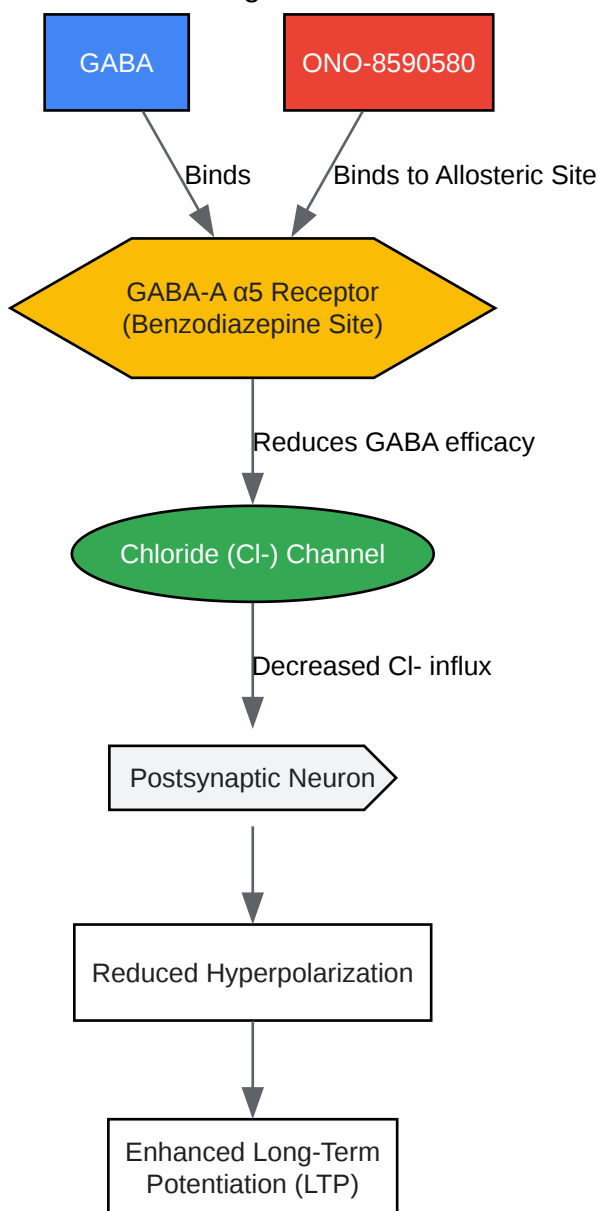 GABA
ONO-8590580
Binds
Binds to Allosteric Site
GABA-A α5 Receptor
(Benzodiazepine Site)
Reduces GABA efficacy
Chloride (Cl-) Channel
Decreased Cl- influx
Postsynaptic Neuron
Reduced Hyperpolarization
Enhanced Long-Term
Potentiation (LTP)